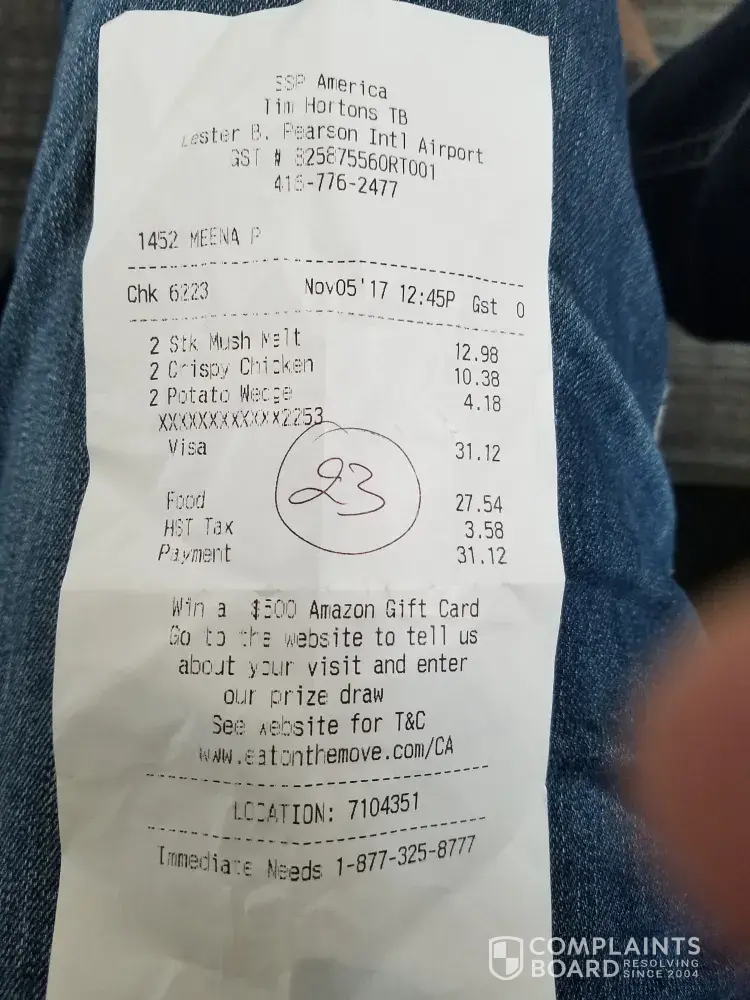 SSP America
Tim Hortons TB
Lester B. Pearson Intl Airport
GST # 825875560RT001
416-776-2477
1452 MEENA P
Chk 6223 Nov05'17 12:45P Gst 0
2 Stk Mush Melt 12.98
2 Crispy Chicken 10.38
2 Potato Wedge 4.18
XXXXXXXXXXXX2253
Visa 31.12
23
Food 27.54
HST Tax 3.58
Payment 31.12
Win a $500 Amazon Gift Card
Go to the website to tell us
about your visit and enter
our prize draw
See website for T&C
www.eatonthemove.com/CA
LOCATION: 7104351
Immediate Needs 1-877-325-8777
COMPLAINTS
BOARD RESOLVING
SINCE 2004